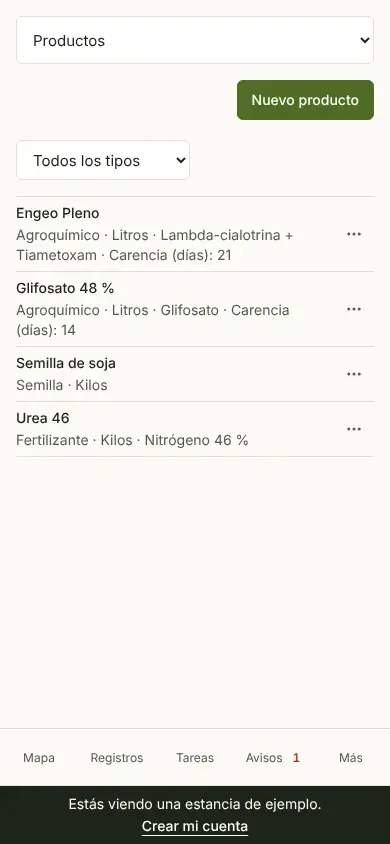 Productos
Nuevo producto
Todos los tipos
Engeo Pleno
Agroquímico · Litros · Lambda-cialotrina +
Tiametoxam · Carencia (días): 21
Glifosato 48 %
Agroquímico · Litros · Glifosato · Carencia
(días): 14
Semilla de soja
Semilla · Kilos
Urea 46
Fertilizante · Kilos · Nitrógeno 46 %
Mapa Registros Tareas Avisos 1 Más
Estás viendo una estancia de ejemplo.
Crear mi cuenta